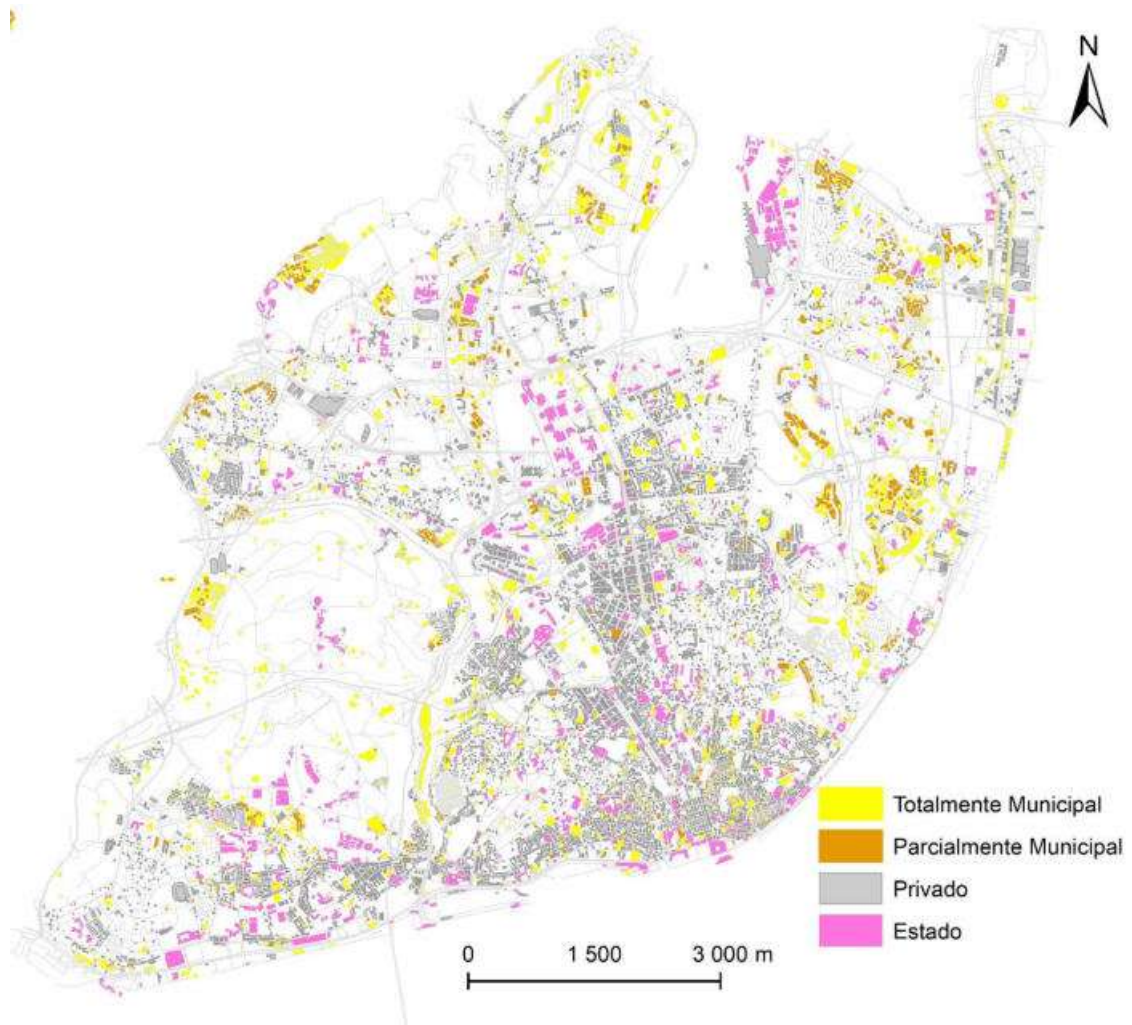 N
Totalmente Municipal
Parcialmente Municipal
Privado
Estado
0 1 500 3 000 m